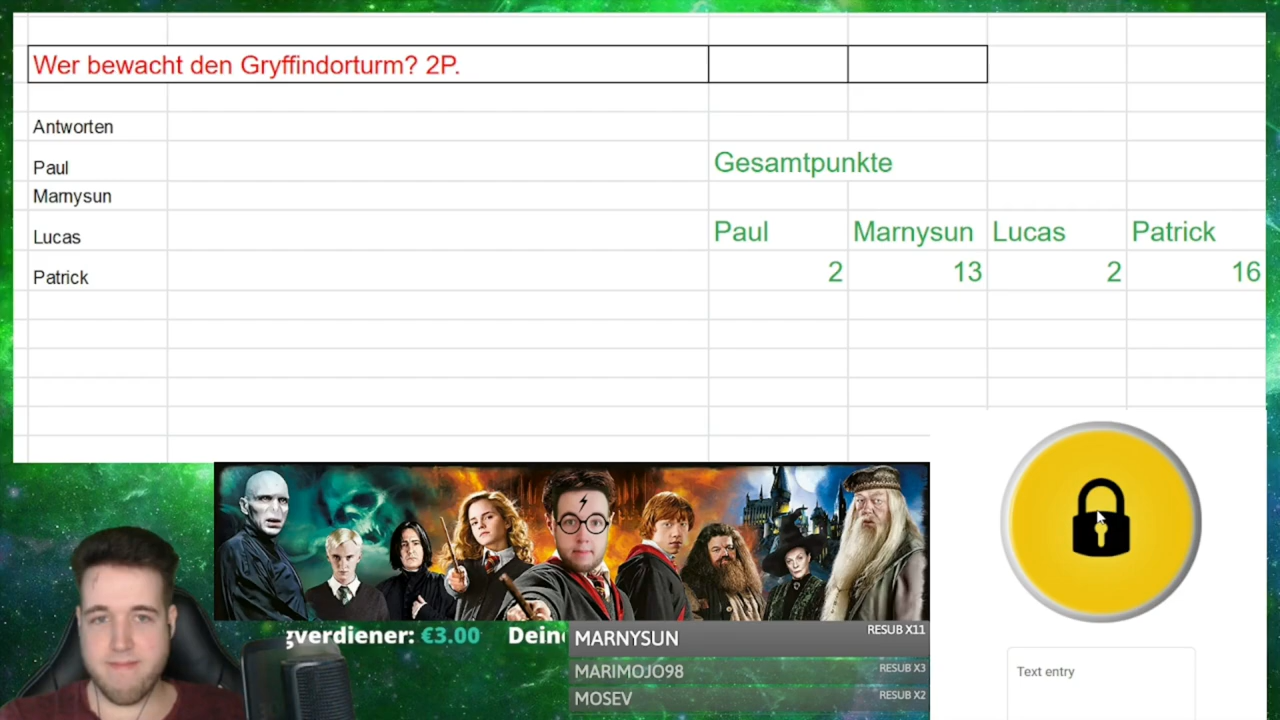 Wer bewacht den Gryffindorturm? 2P.
Antworten
Paul
Marnysun
Lucas
Patrick
Gesamtpunkte
Paul Marnysun Lucas Patrick
2 13 2 16
gverdiener: €3.00 Dein
MARNYSUN RESUB X11
MARIMOJO98 RESUB X3
MOSEV RESUB X2
Text entry